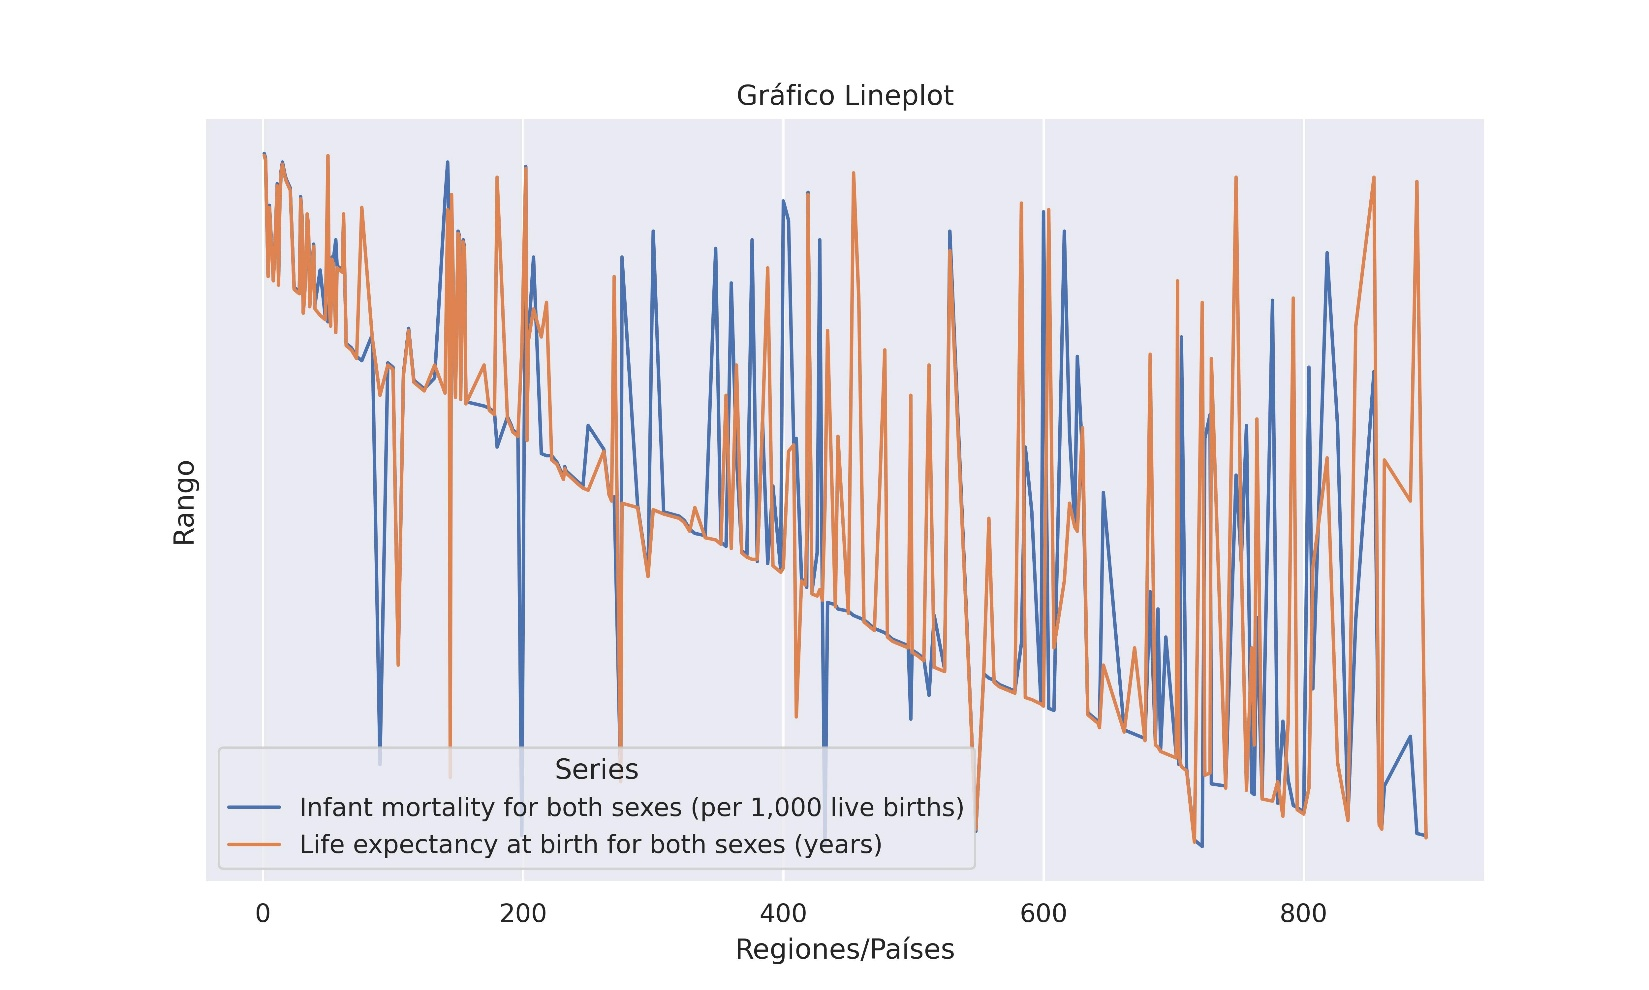 Gráfico Lineplot
Rango
Series
Infant mortality for both sexes (per 1,000 live births)
Life expectancy at birth for both sexes (years)
0 200 400 600 800
Regiones/Países